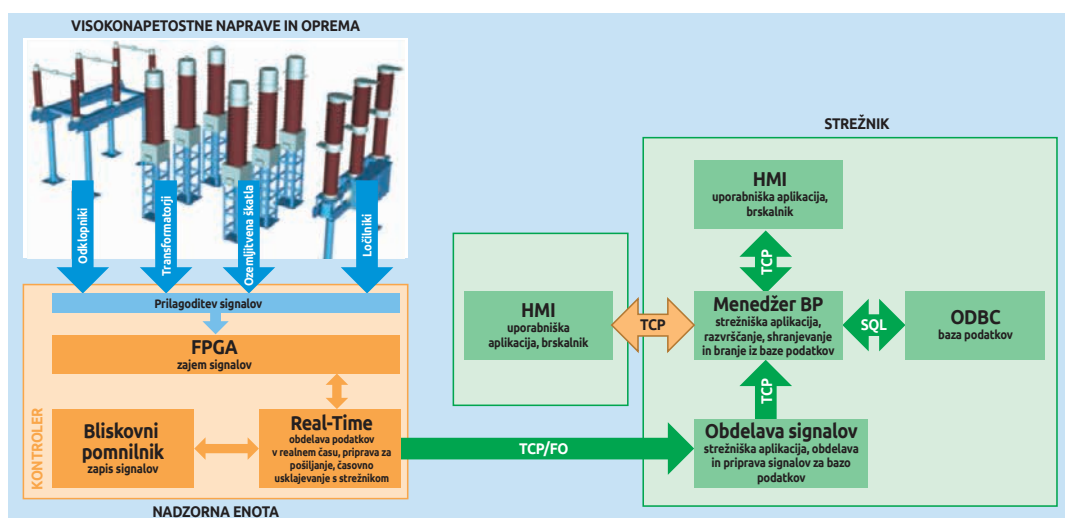 VISOKONAPETOSTNE NAPRAVE IN OPREMA
Odklopniki
Transformatorji
Ozemljitvena škatla
Ločilniki
Prilagoditev signalov
FPGA
zajem signalov
KONTROLER
Bliskovni
pomnilnik
zapis signalov
Real-Time
obdelava podatkov
v realnem času, priprava za
pošiljanje, časovno
usklajevanje s strežnikom
NADZORNA ENOTA
TCP/FO
HMI
uporabniška
aplikacija, brskalnik
TCP
STREŽNIK
HMI
uporabniška aplikacija,
brskalnik
TCP
Menedžer BP
strežniška aplikacija,
razvrščanje, shranjevanje
in branje iz baze podatkov
SQL
ODBC
baza podatkov
TCP
Obdelava signalov
strežniška aplikacija, obdelava
in priprava signalov za bazo
podatkov